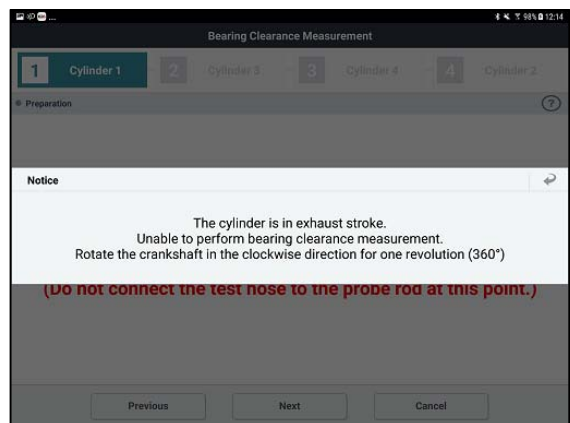 98% 12:14
Bearing Clearance Measurement
1 Cylinder 1 2 Cylinder 3 3 Cylinder 4 4 Cylinder 2
Preparation ?
Notice
The cylinder is in exhaust stroke.
Unable to perform bearing clearance measurement.
Rotate the crankshaft in the clockwise direction for one revolution (360°)
(Do not connect the test hose to the probe rod at this point.)
Previous Next Cancel